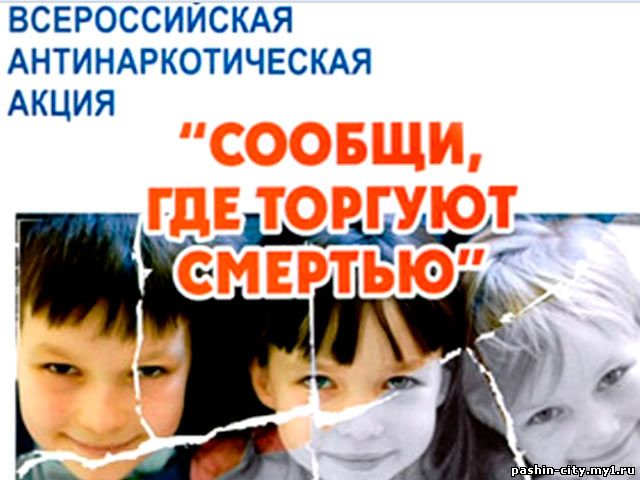 ВСЕРОССИЙСКАЯ
АНТИНАРКОТИЧЕСКАЯ
АКЦИЯ
“СООБЩИ,
ГДЕ ТОРГУЮТ
СМЕРТЬЮ”
pashin-city.my1.ru